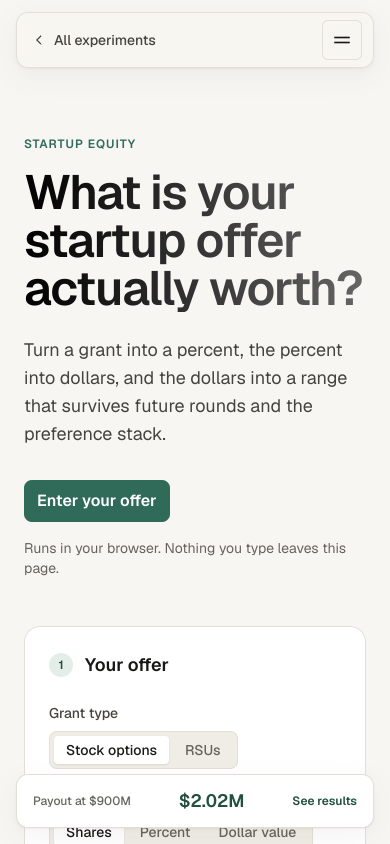 All experiments
STARTUP EQUITY
What is your
startup offer
actually worth?
Turn a grant into a percent, the percent
into dollars, and the dollars into a range
that survives future rounds and the
preference stack.
Enter your offer
Runs in your browser. Nothing you type leaves this
page.
1 Your offer
Grant type
Stock options RSUs
Payout at $900M $2.02M See results
Shares Percent Dollar value